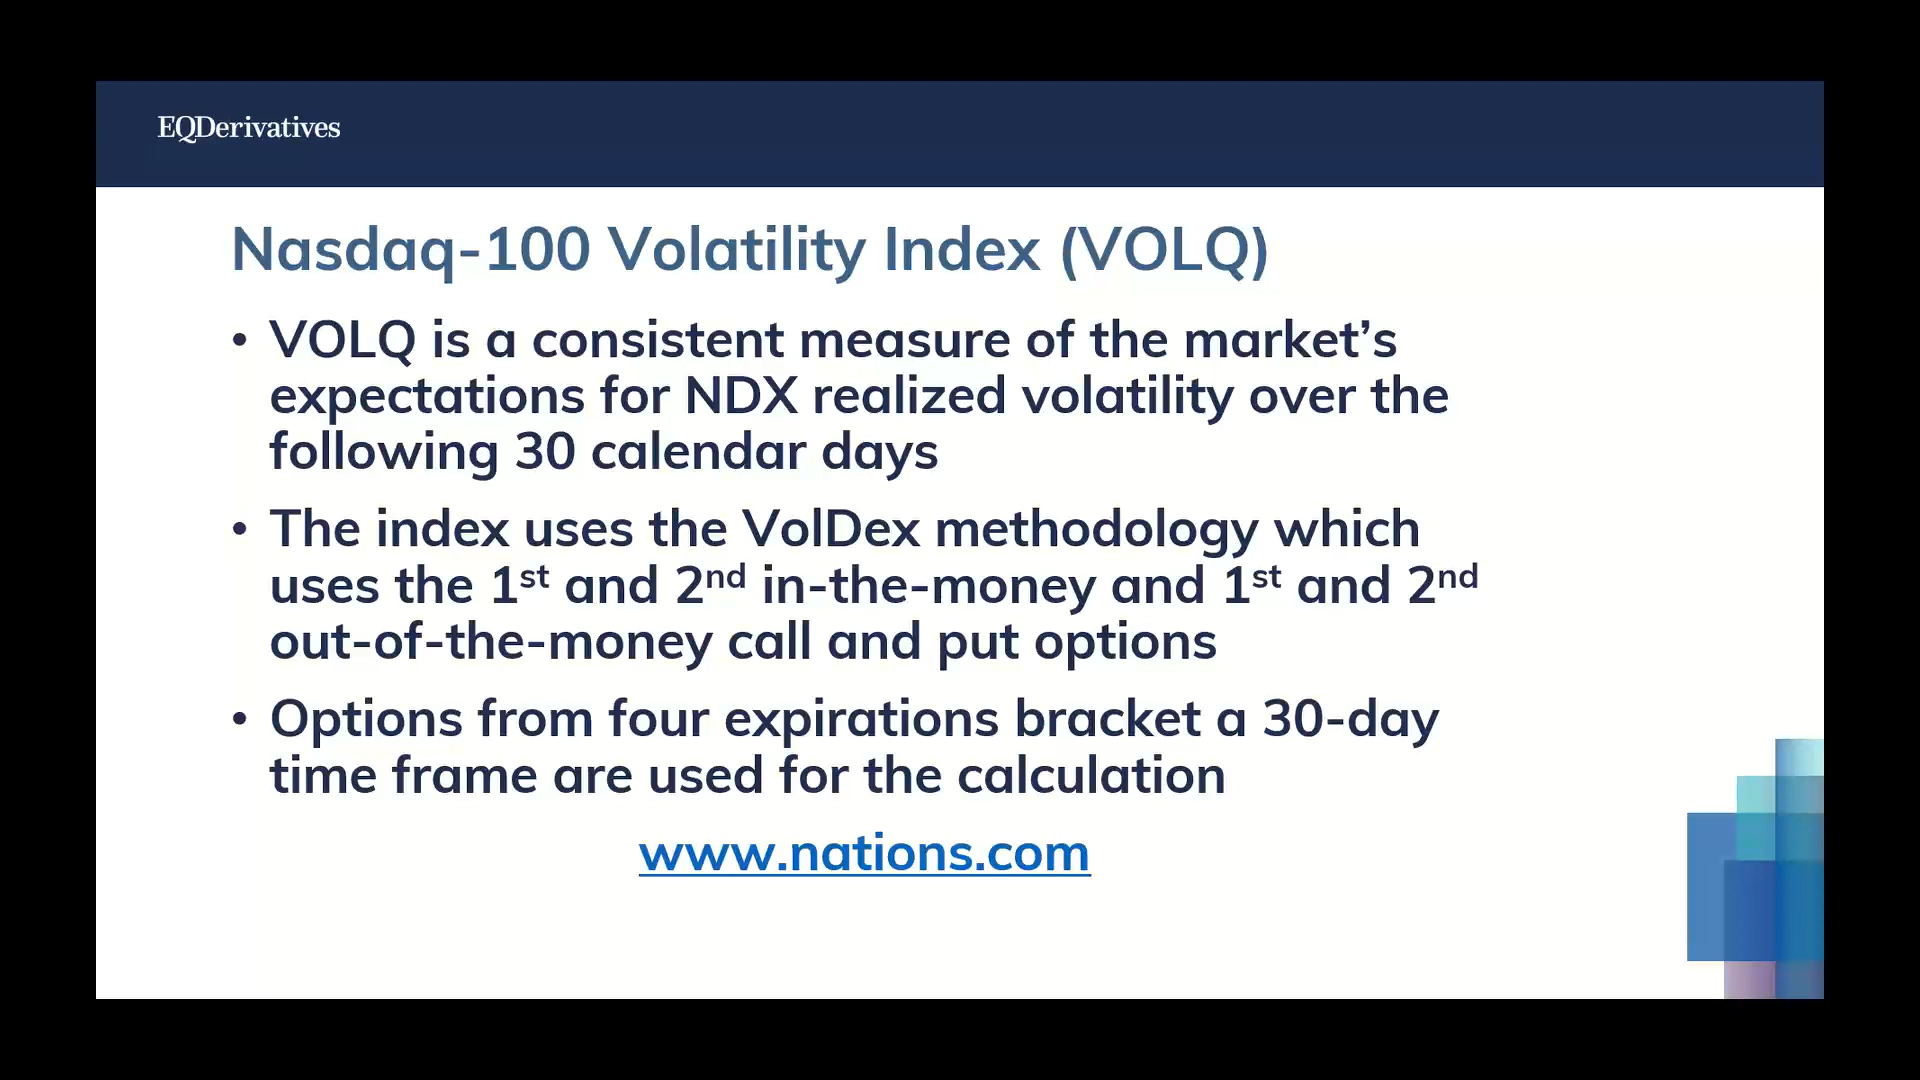 EQDerivatives
Nasdaq-100 Volatility Index (VOLQ)
• VOLQ is a consistent measure of the market’s
expectations for NDX realized volatility over the
following 30 calendar days
• The index uses the VolDex methodology which
uses the 1st and 2nd in-the-money and 1st and 2nd
out-of-the-money call and put options
• Options from four expirations bracket a 30-day
time frame are used for the calculation
www.nations.com